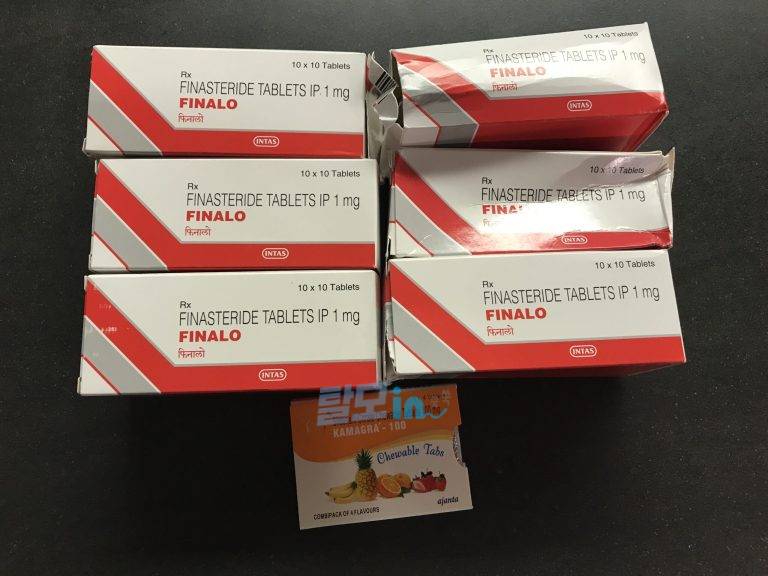 10 x 10 Tablets
Rx
FINASTERIDE TABLETS IP 1 mg
FINALO
फिनालो
INTAS
10 x 10 Tablets
Rx
FINASTERIDE TABLETS IP 1 mg
FINALO
फिनालो
INTAS
10 x 10 Tablets
Rx
FINASTERIDE TABLETS IP 1 mg
FINALO
फिनालो
INTAS
10 x 10 Tablets
Rx
FINASTERIDE TABLETS IP 1 mg
INTAS
10 x 10 Tablets
Rx
FINASTERIDE TABLETS IP 1 mg
FINALO
फिनालो
INTAS
10 x 10 Tablets
Rx
FINASTERIDE TABLETS IP 1 mg
FINALO
फिनालो
INTAS
탈모in
KAMAGRA - 100
Chewable Tabs
ajanta
COMBIPACK OF 4 FLAVOURS